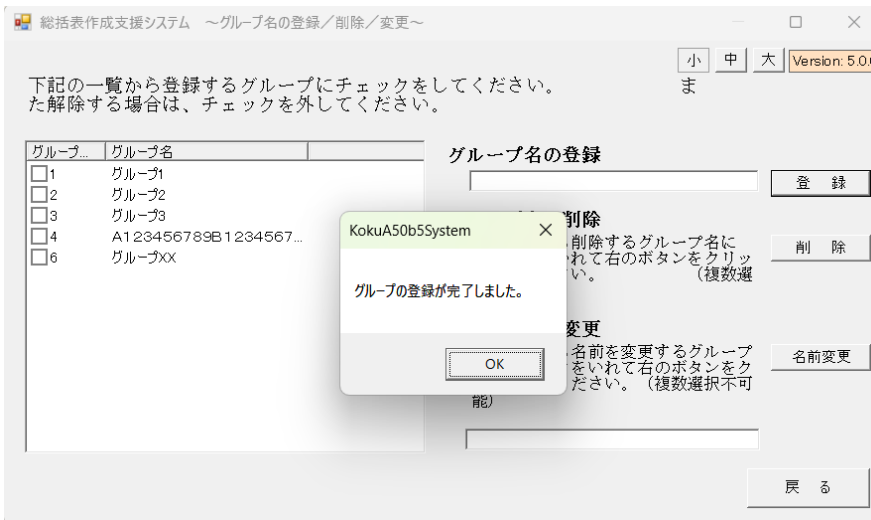 総括表作成支援システム ～グループ名の登録／削除／変更～
小 中 大 Version: 5.0.
下記の一覧から登録するグループにチェックをしてください。 ま
た解除する場合は、チェックを外してください。
グループ... グループ名
1 グループ1
2 グループ2
3 グループ3
4 A123456789B1234567...
6 グループXX
グループ名の登録
登 録
削除
削除するグループ名に
れて右のボタンをクリッ
い。 （複数選
削 除
変更
名前を変更するグループ
をいれて右のボタンをク
ださい。（複数選択不可
能）
名前変更
KokuA50b5System
グループの登録が完了しました。
OK
戻 る